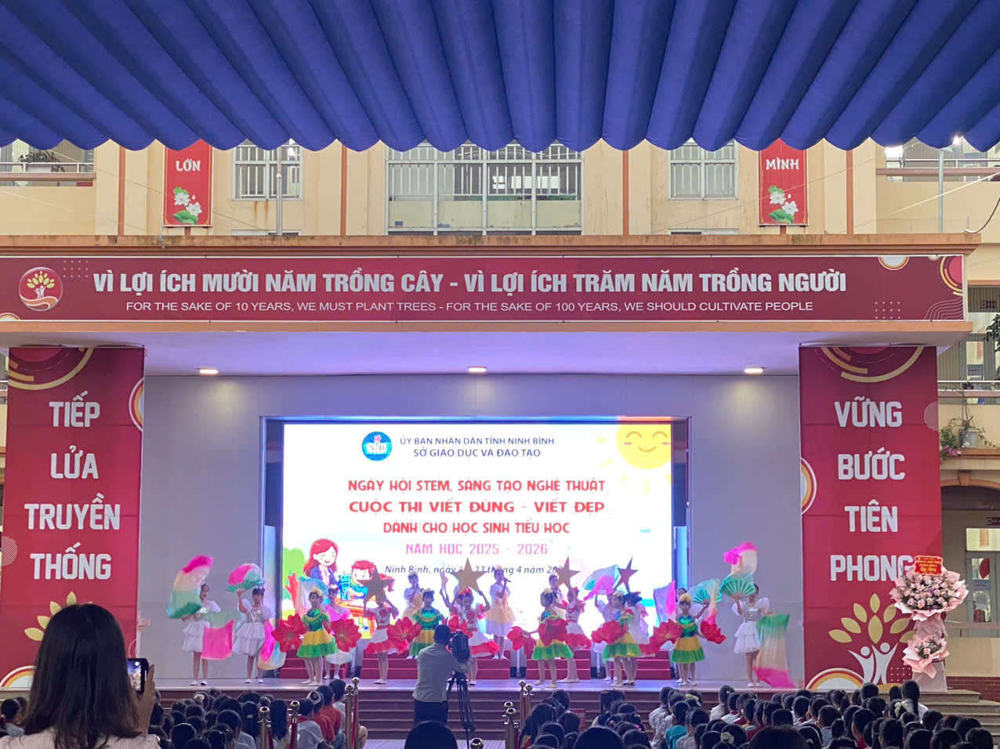 LỚN
MINH
VÌ LỢI ÍCH MƯỜI NĂM TRỒNG CÂY - VÌ LỢI ÍCH TRĂM NĂM TRỒNG NGƯỜI
FOR THE SAKE OF 10 YEARS, WE MUST PLANT TREES - FOR THE SAKE OF 100 YEARS, WE SHOULD CULTIVATE PEOPLE
TIẾP
LỬA
TRUYỀN
THỐNG
ỦY BAN NHÂN DÂN TỈNH NINH BÌNH
SỞ GIÁO DỤC VÀ ĐÀO TẠO
NGÀY HỘI STEM, SÁNG TẠO NGHỆ THUẬT
CUỘC THI VIẾT ĐÚNG - VIẾT ĐẸP
DÀNH CHO HỌC SINH TIỂU HỌC
NĂM HỌC 2025 - 2026
Ninh Bình, ngày 23 tháng 4 năm
VỮNG
BƯỚC
TIÊN
PHONG